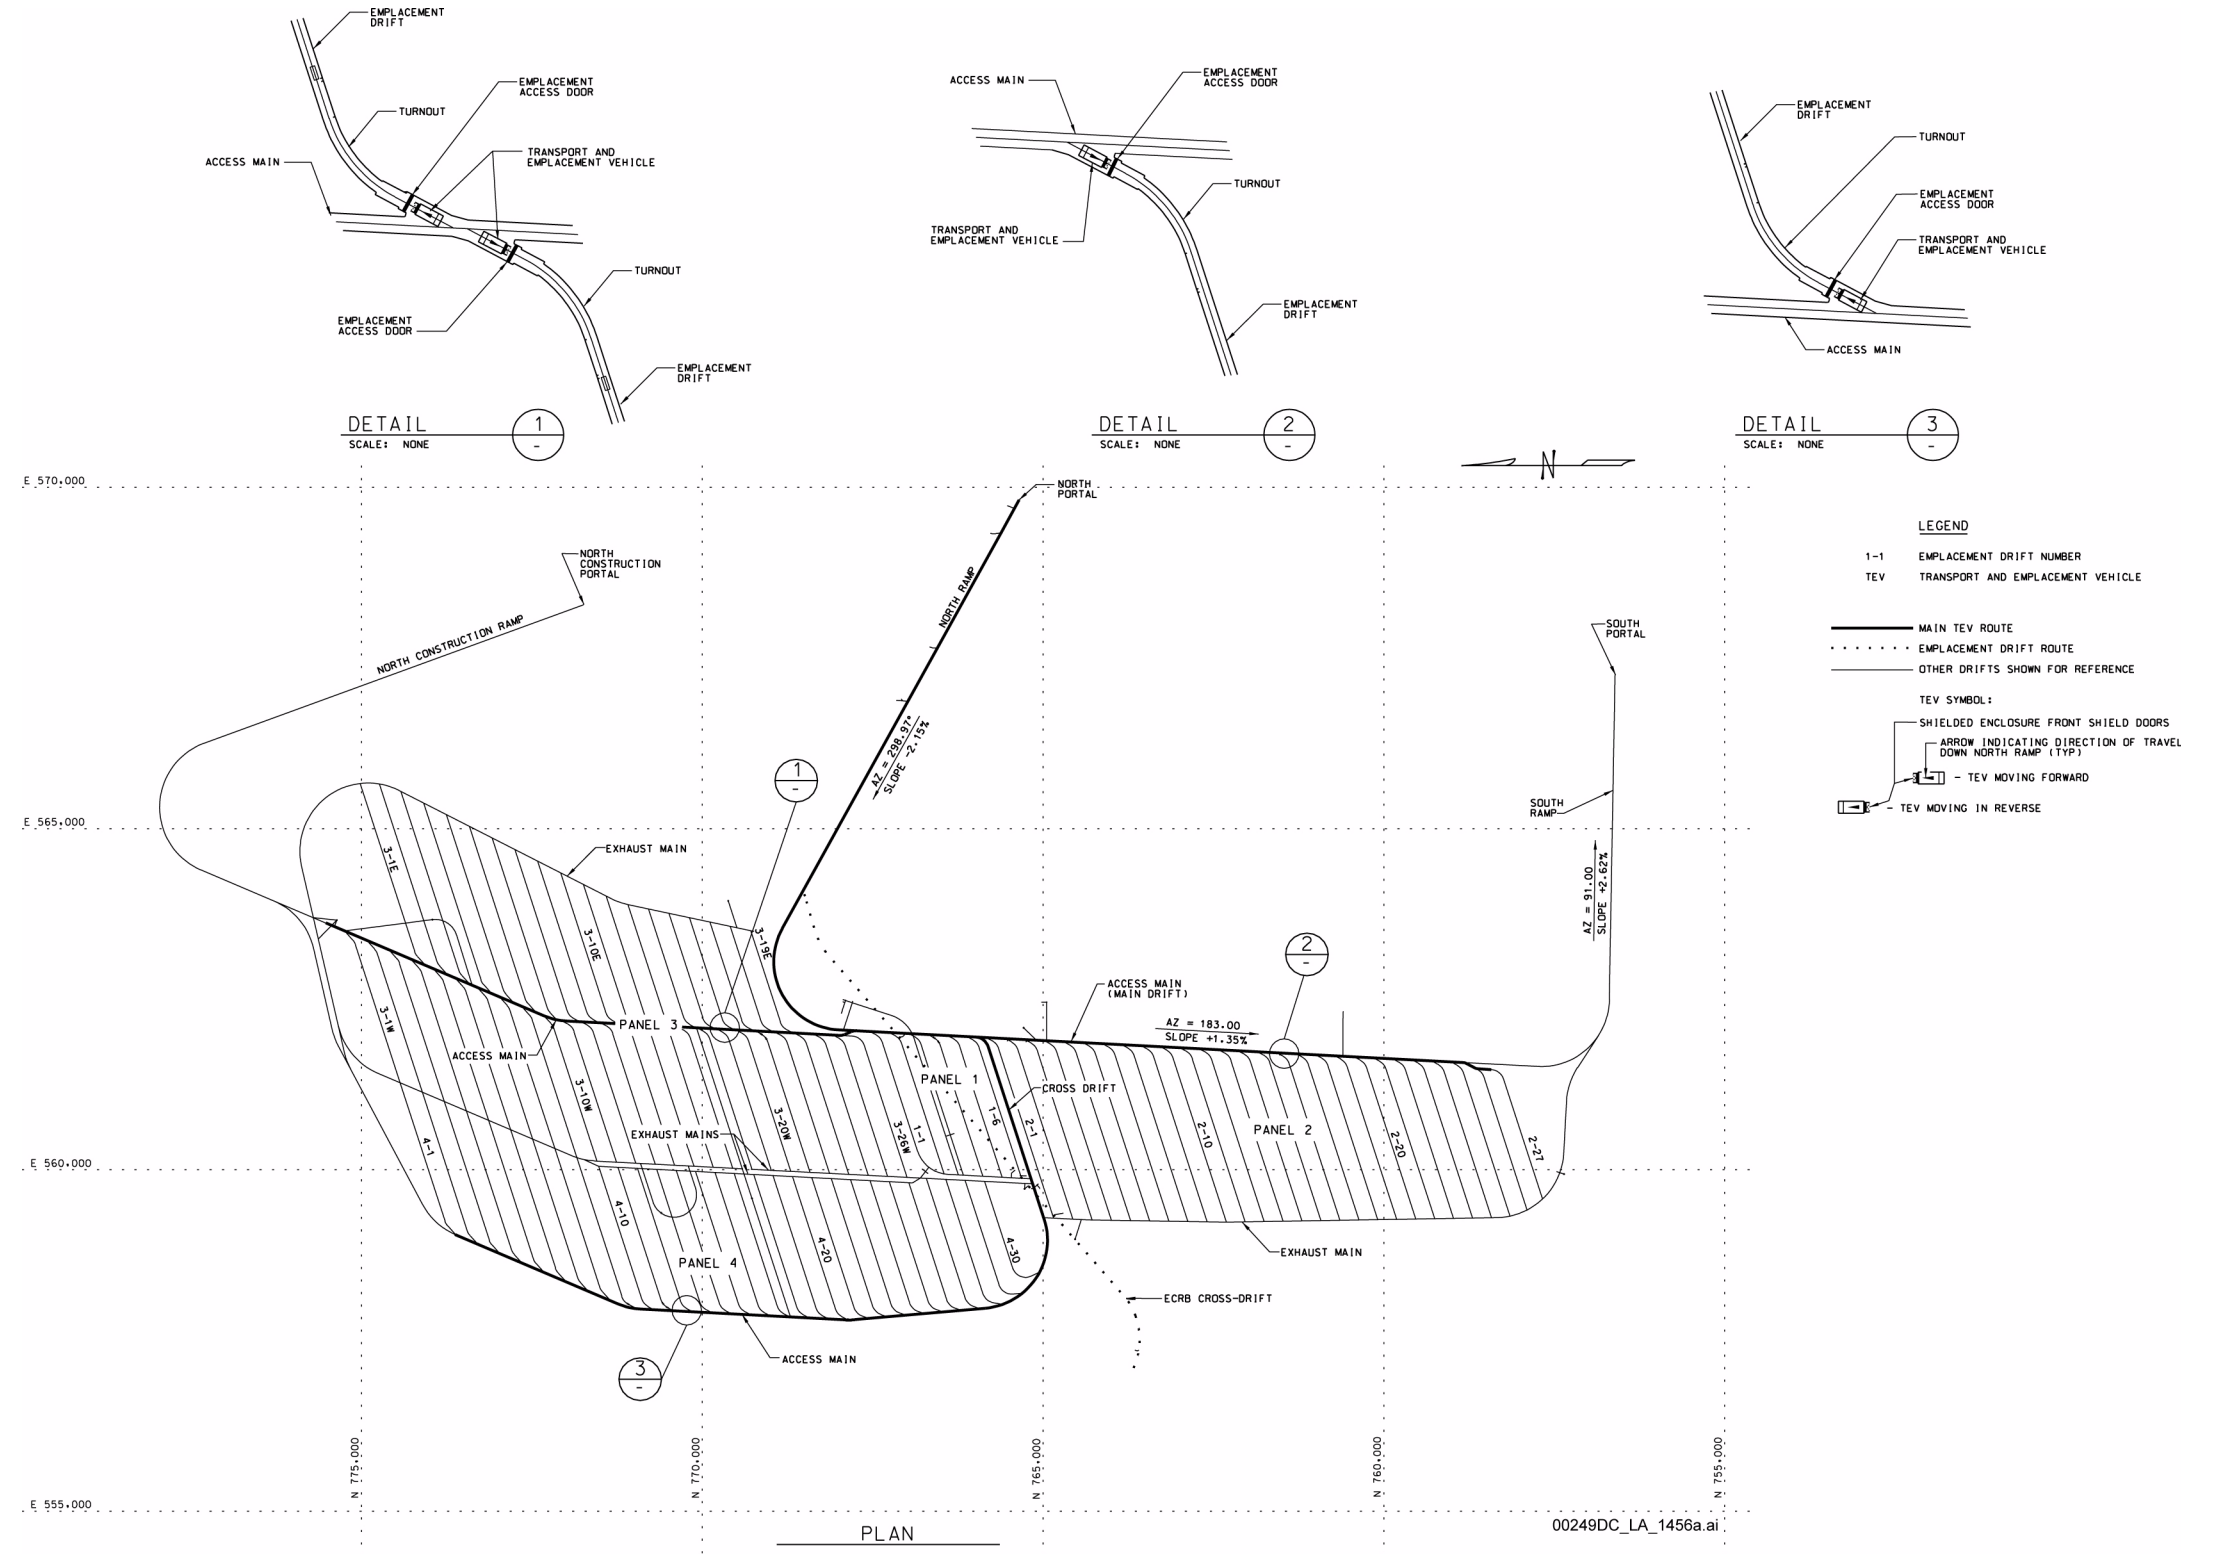 EMPLACEMENT
DRIFT
EMPLACEMENT
ACCESS DOOR
TURNOUT
ACCESS MAIN
TRANSPORT AND
EMPLACEMENT VEHICLE
TURNOUT
EMPLACEMENT
ACCESS DOOR
EMPLACEMENT
DRIFT
DETAIL
SCALE: NONE
1
-
ACCESS MAIN
EMPLACEMENT
ACCESS DOOR
TURNOUT
TRANSPORT AND
EMPLACEMENT VEHICLE
EMPLACEMENT
DRIFT
DETAIL
SCALE: NONE
2
-
EMPLACEMENT
DRIFT
TURNOUT
EMPLACEMENT
ACCESS DOOR
TRANSPORT AND
EMPLACEMENT VEHICLE
ACCESS MAIN
DETAIL
SCALE: NONE
3
-
N
E 570.000
NORTH
PORTAL
NORTH
CONSTRUCTION
PORTAL
NORTH RAMP
NORTH CONSTRUCTION RAMP
SOUTH
PORTAL
AZ = 298.97°
SLOPE -2.15%
1
-
SOUTH
RAMP
E 565.000
EXHAUST MAIN
3-1E
AZ = 91.00
SLOPE +2.62%
3-10E
3-19E
2
-
ACCESS MAIN
(MAIN DRIFT)
AZ = 183.00
SLOPE +1.35%
3-1W
PANEL 3
ACCESS MAIN
PANEL 1
CROSS DRIFT
3-10W
3-20W
3-26W
1-1
1-6
2-1
2-10
PANEL 2
2-20
2-27
4-1
EXHAUST MAINS
E 560.000
4-10
PANEL 4
4-20
4-30
EXHAUST MAIN
ECRB CROSS-DRIFT
ACCESS MAIN
3
-
N 775.000
N 770.000
N 765.000
N 760.000
N 755.000
E 555.000
PLAN
00249DC_LA_1456a.ai
LEGEND
1-1 EMPLACEMENT DRIFT NUMBER
TEV TRANSPORT AND EMPLACEMENT VEHICLE
MAIN TEV ROUTE
EMPLACEMENT DRIFT ROUTE
OTHER DRIFTS SHOWN FOR REFERENCE
TEV SYMBOL:
SHIELDED ENCLOSURE FRONT SHIELD DOORS
ARROW INDICATING DIRECTION OF TRAVEL
DOWN NORTH RAMP (TYP)
- TEV MOVING FORWARD
- TEV MOVING IN REVERSE